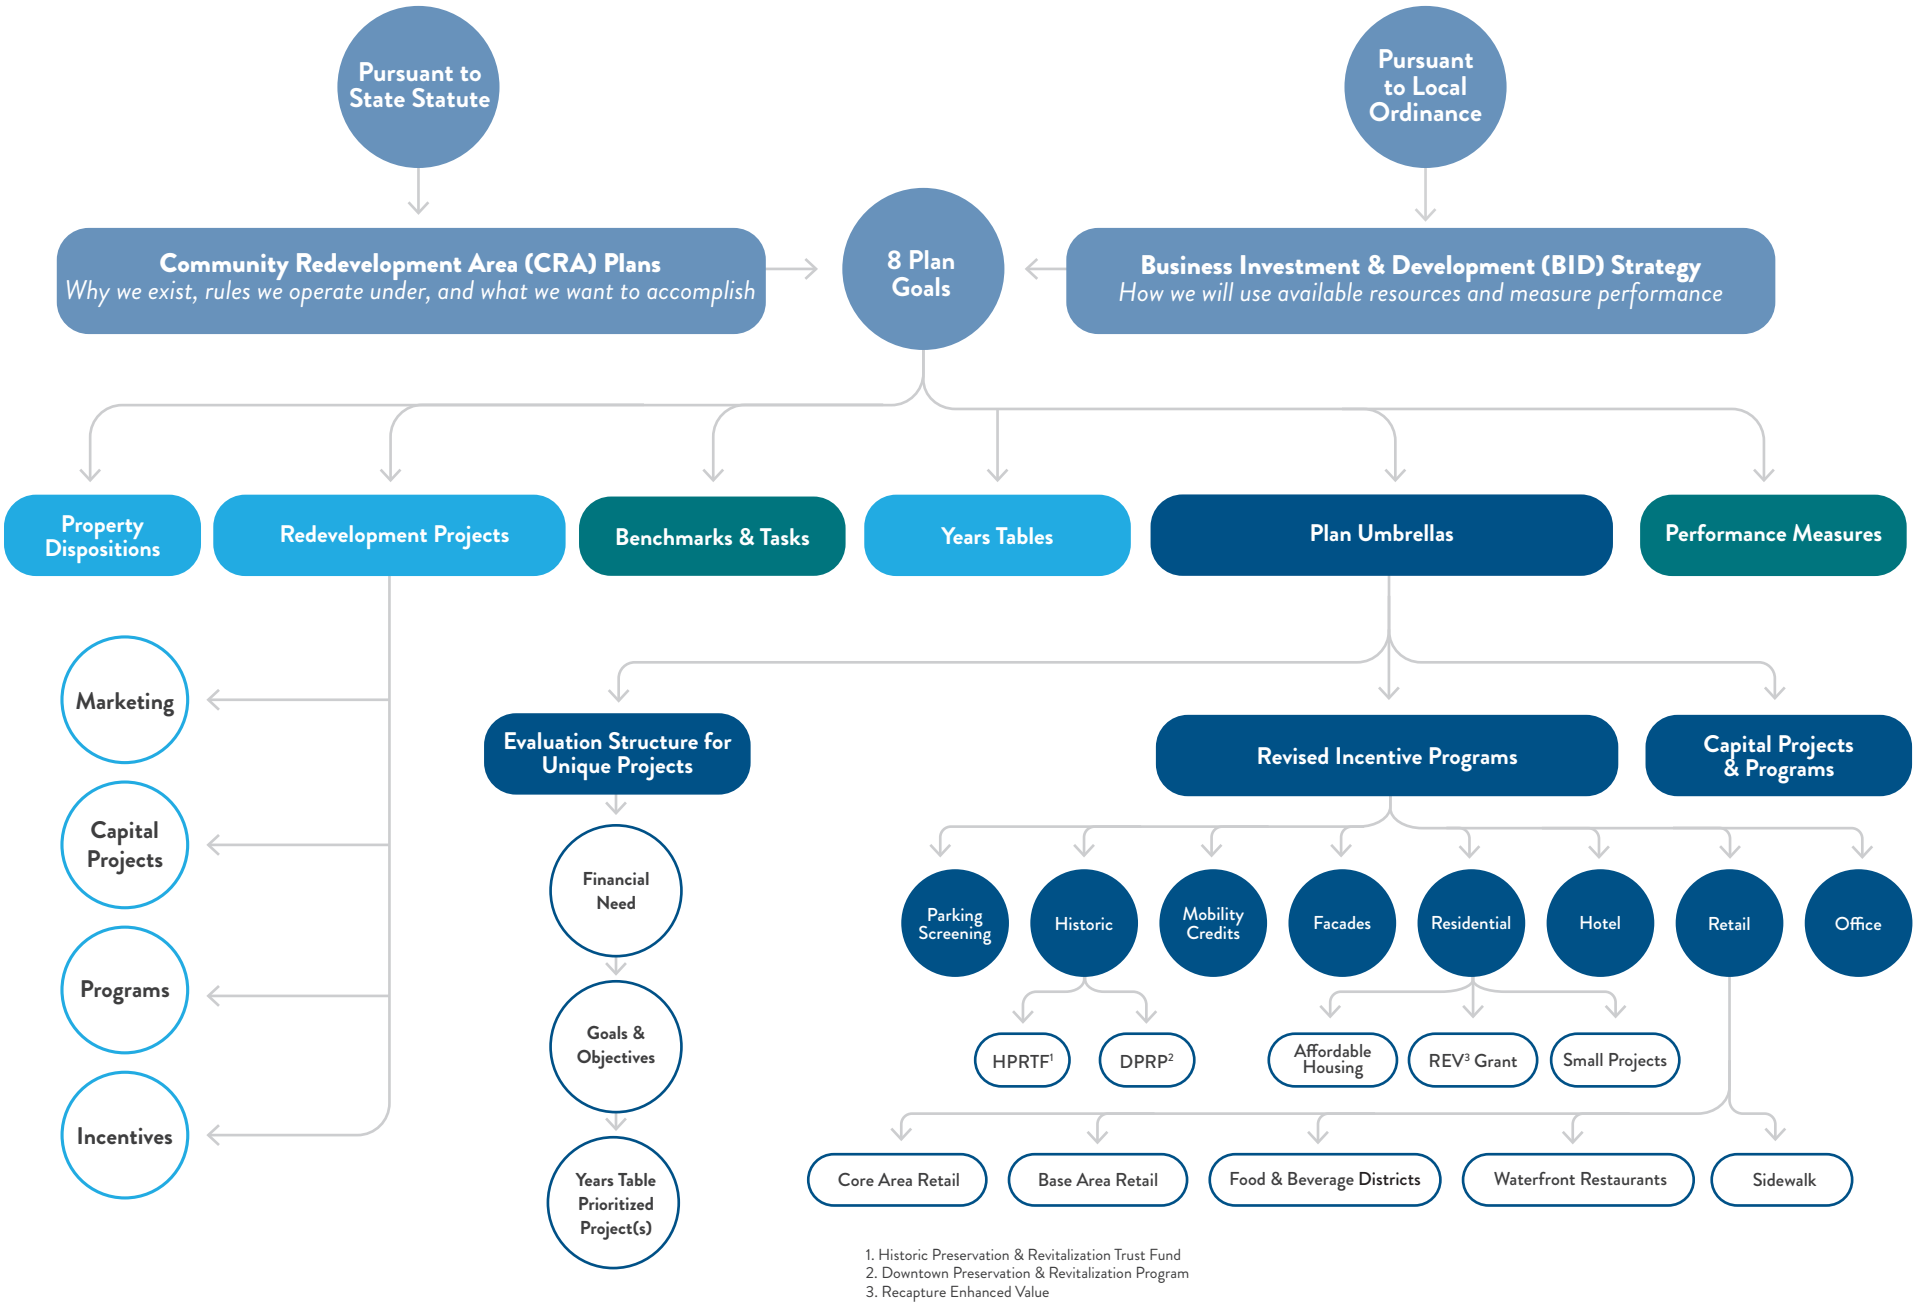 Pursuant to
State Statute
Pursuant
to Local
Ordinance
Community Redevelopment Area (CRA) Plans
Why we exist, rules we operate under, and what we want to accomplish
8 Plan
Goals
Business Investment & Development (BID) Strategy
How we will use available resources and measure performance
Property
Dispositions
Redevelopment Projects
Benchmarks & Tasks
Years Tables
Plan Umbrellas
Performance Measures
Marketing
Capital
Projects
Programs
Incentives
Evaluation Structure for
Unique Projects
Revised Incentive Programs
Capital Projects
& Programs
Financial
Need
Goals &
Objectives
Years Table
Prioritized
Project(s)
Parking
Screening
Historic
Mobility
Credits
Facades
Residential
Hotel
Retail
Office
HPRTF¹
DPRP²
Affordable
Housing
REV³ Grant
Small Projects
Core Area Retail
Base Area Retail
Food & Beverage Districts
Waterfront Restaurants
Sidewalk
1. Historic Preservation & Revitalization Trust Fund
2. Downtown Preservation & Revitalization Program
3. Recapture Enhanced Value